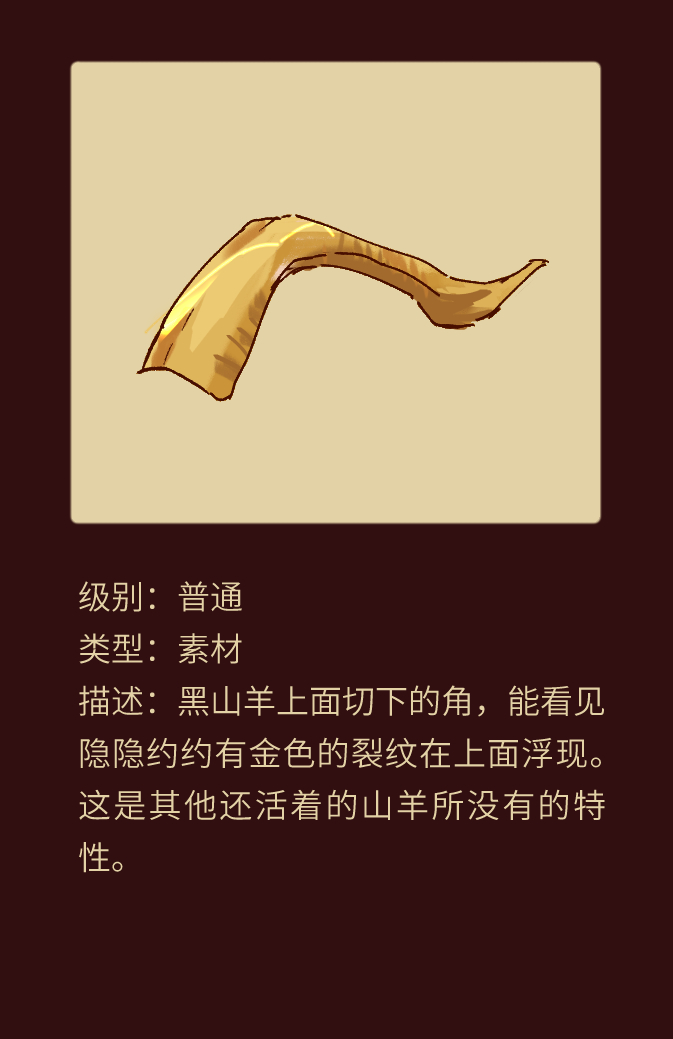 级别：普通
类型：素材
描述：黑山羊上面切下的角，能看见
隐隐约约有金色的裂纹在上面浮现。
这是其他还活着的山羊所没有的特
性。